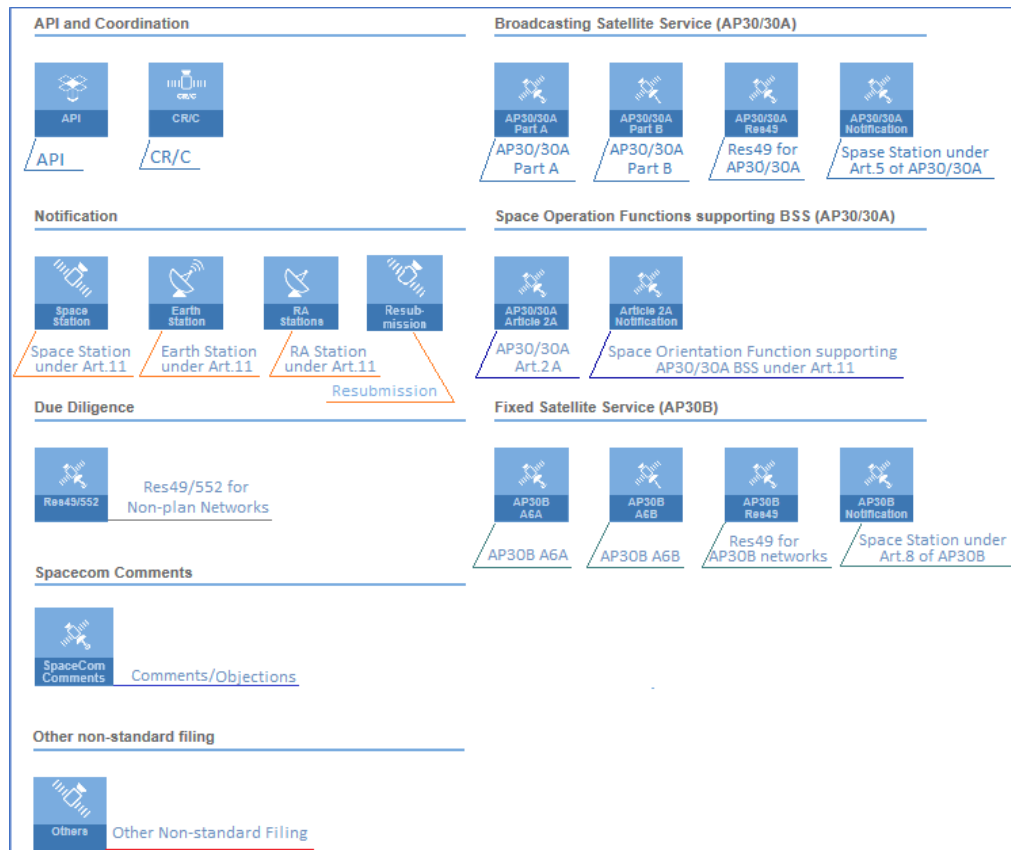 API and Coordination
API
CR/C
CR/C
API
CR/C
Notification
Space
Station
Earth
Station
RA
Stations
Resub-
mission
Space Station
under Art.11
Earth Station
under Art.11
RA Station
under Art.11
Resubmission
Due Diligence
Res49/552
Res49/552 for
Non-plan Networks
Spacecom Comments
SpaceCom
Comments
Comments/Objections
Other non-standard filing
Others
Other Non-standard Filing
Broadcasting Satellite Service (AP30/30A)
AP30/30A
Part A
AP30/30A
Part B
AP30/30A
Res49
AP30/30A
Notification
AP30/30A
Part A
AP30/30A
Part B
Res49 for
AP30/30A
Spase Station under
Art.5 of AP30/30A
Space Operation Functions supporting BSS (AP30/30A)
AP30/30A
Article 2A
Article 2A
Notification
AP30/30A
Art.2A
Space Orientation Function supporting
AP30/30A BSS under Art.11
Fixed Satellite Service (AP30B)
AP30B
A6A
AP30B
A6B
AP30B
Res49
AP30B
Notification
AP30B A6A
AP30B A6B
Res49 for
AP30B networks
Space Station under
Art.8 of AP30B